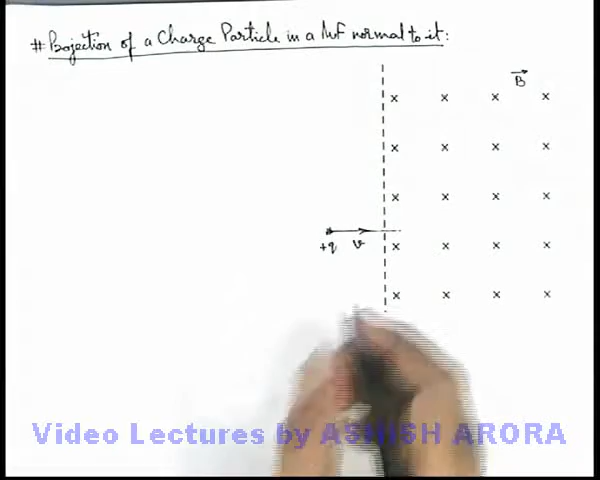 # Projection of a Charge Particle in a MF normal to it:
B
x x x x
x x x x
x x x x
+q v
x x x x
x x x x
Video Lectures by ASHISH ARORA